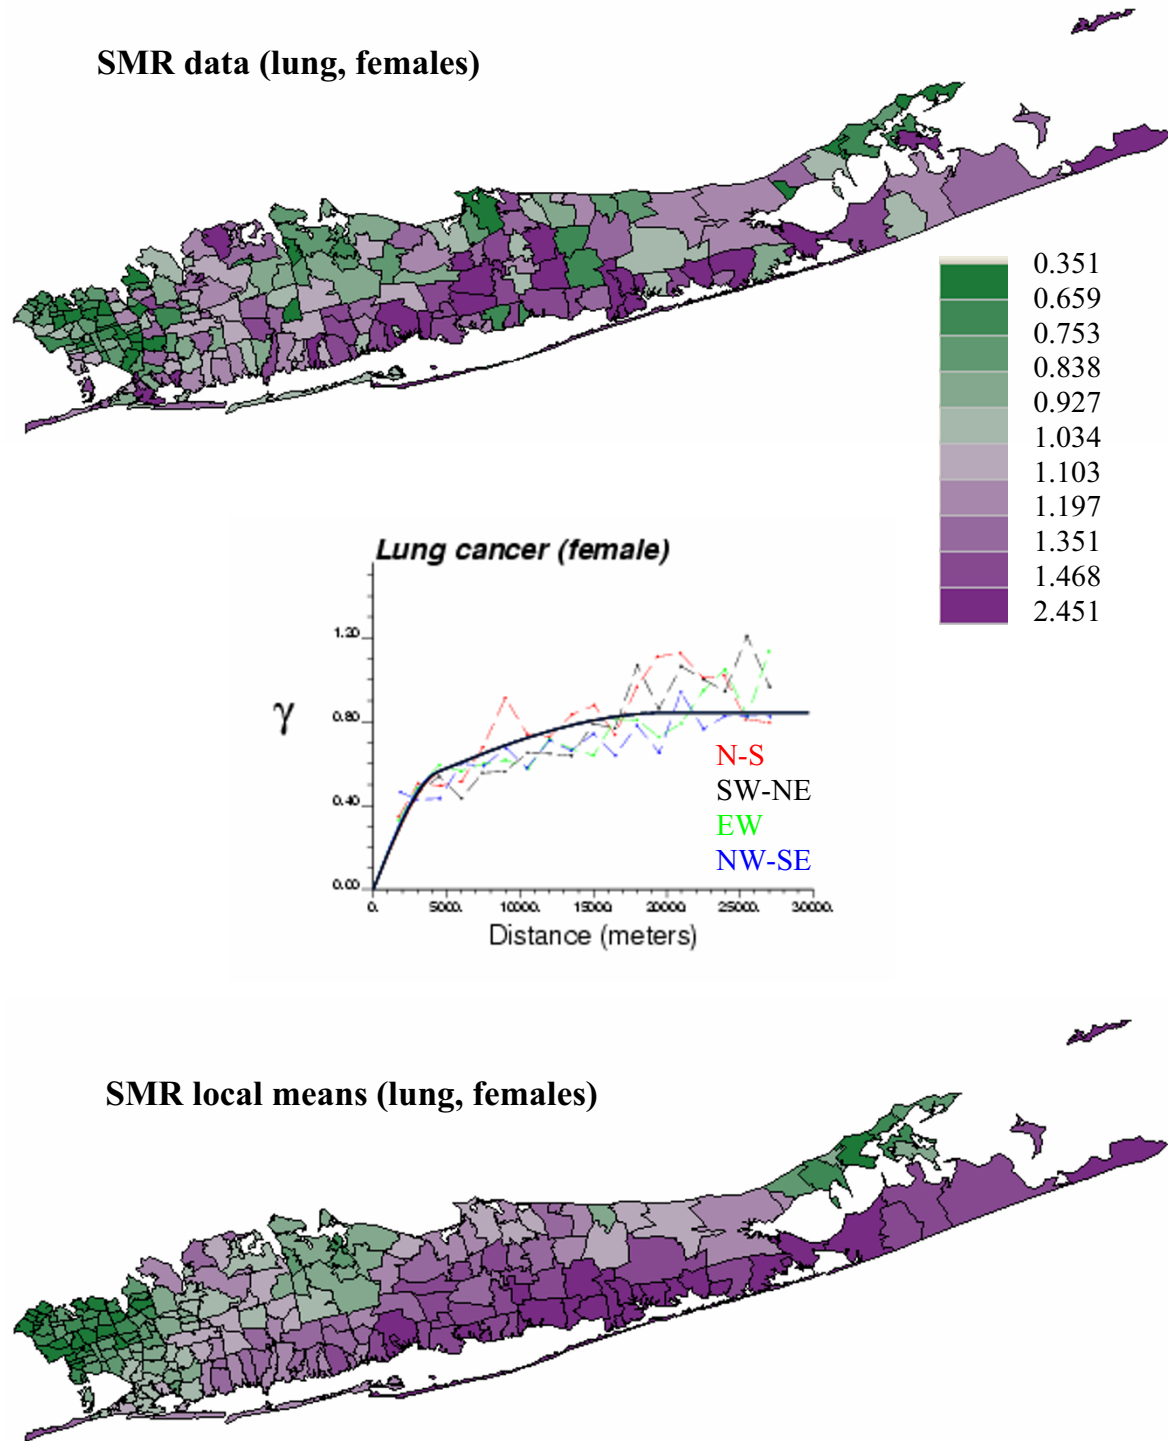 SMR data (lung, females)
0.351
0.659
0.753
0.838
0.927
1.034
1.103
1.197
1.351
1.468
2.451
Lung cancer (female)
1.20
0.80
0.40
0.00
γ
N-S
SW-NE
EW
NW-SE
0. 5000. 10000. 15000. 20000. 25000. 30000.
Distance (meters)
SMR local means (lung, females)